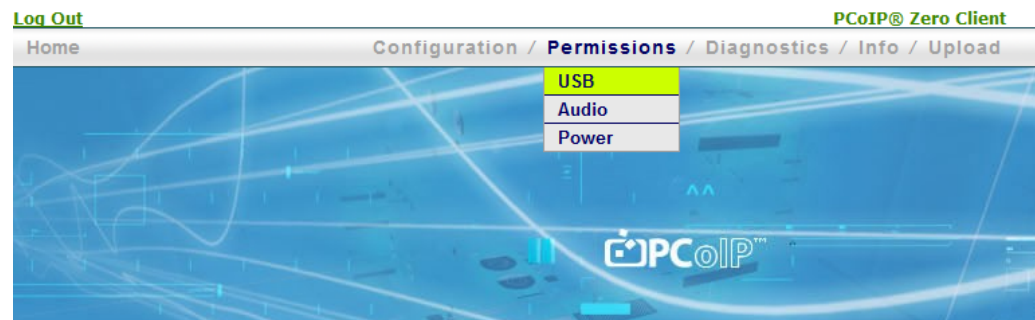 Log Out PCoIP® Zero Client
Home Configuration / Permissions / Diagnostics / Info / Upload
USB
Audio
Power
PCoIP™